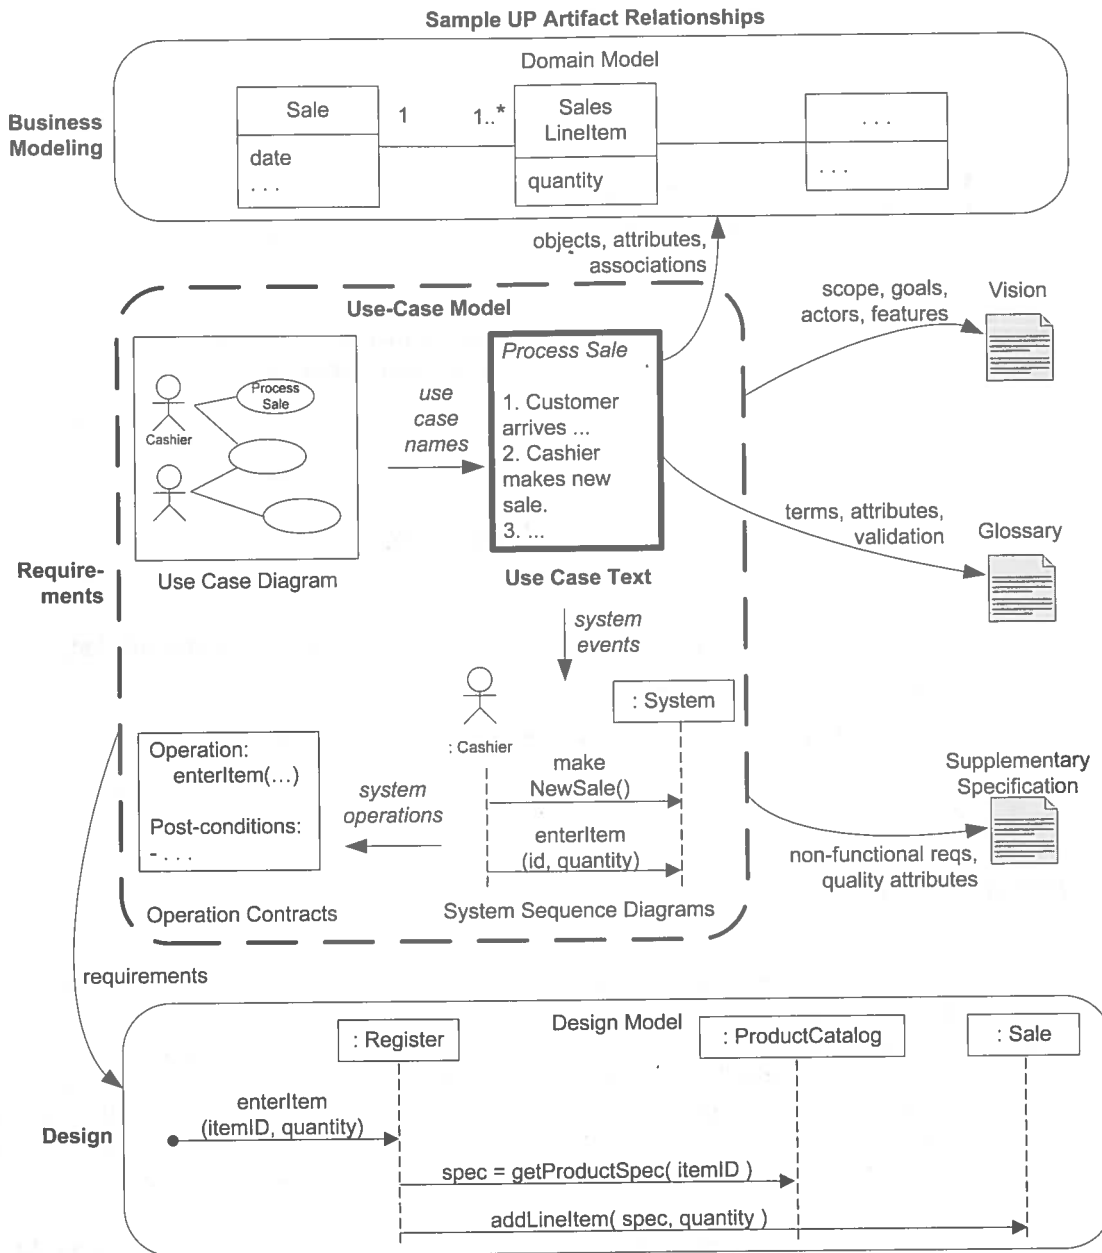 Sample UP Artifact Relationships
Domain Model
Business
Modeling
Sale
1
1..*
Sales
LineItem
. . .
date
. . .
quantity
. . .
objects, attributes,
associations
Use-Case Model
scope, goals,
actors, features
Vision
Process
Sale
Cashier
use
case
names
Process Sale
1. Customer
arrives ...
2. Cashier
makes new
sale.
3. ...
terms, attributes,
validation
Glossary
Require-
ments
Use Case Diagram
Use Case Text
system
events
: System
: Cashier
Operation:
enterItem(…)
Post-conditions:
- . . .
system
operations
make
NewSale()
enterItem
(id, quantity)
Supplementary
Specification
non-functional reqs,
quality attributes
Operation Contracts
System Sequence Diagrams
requirements
Design Model
: Register
: ProductCatalog
: Sale
Design
enterItem
(itemID, quantity)
spec = getProductSpec( itemID )
addLineItem( spec, quantity )